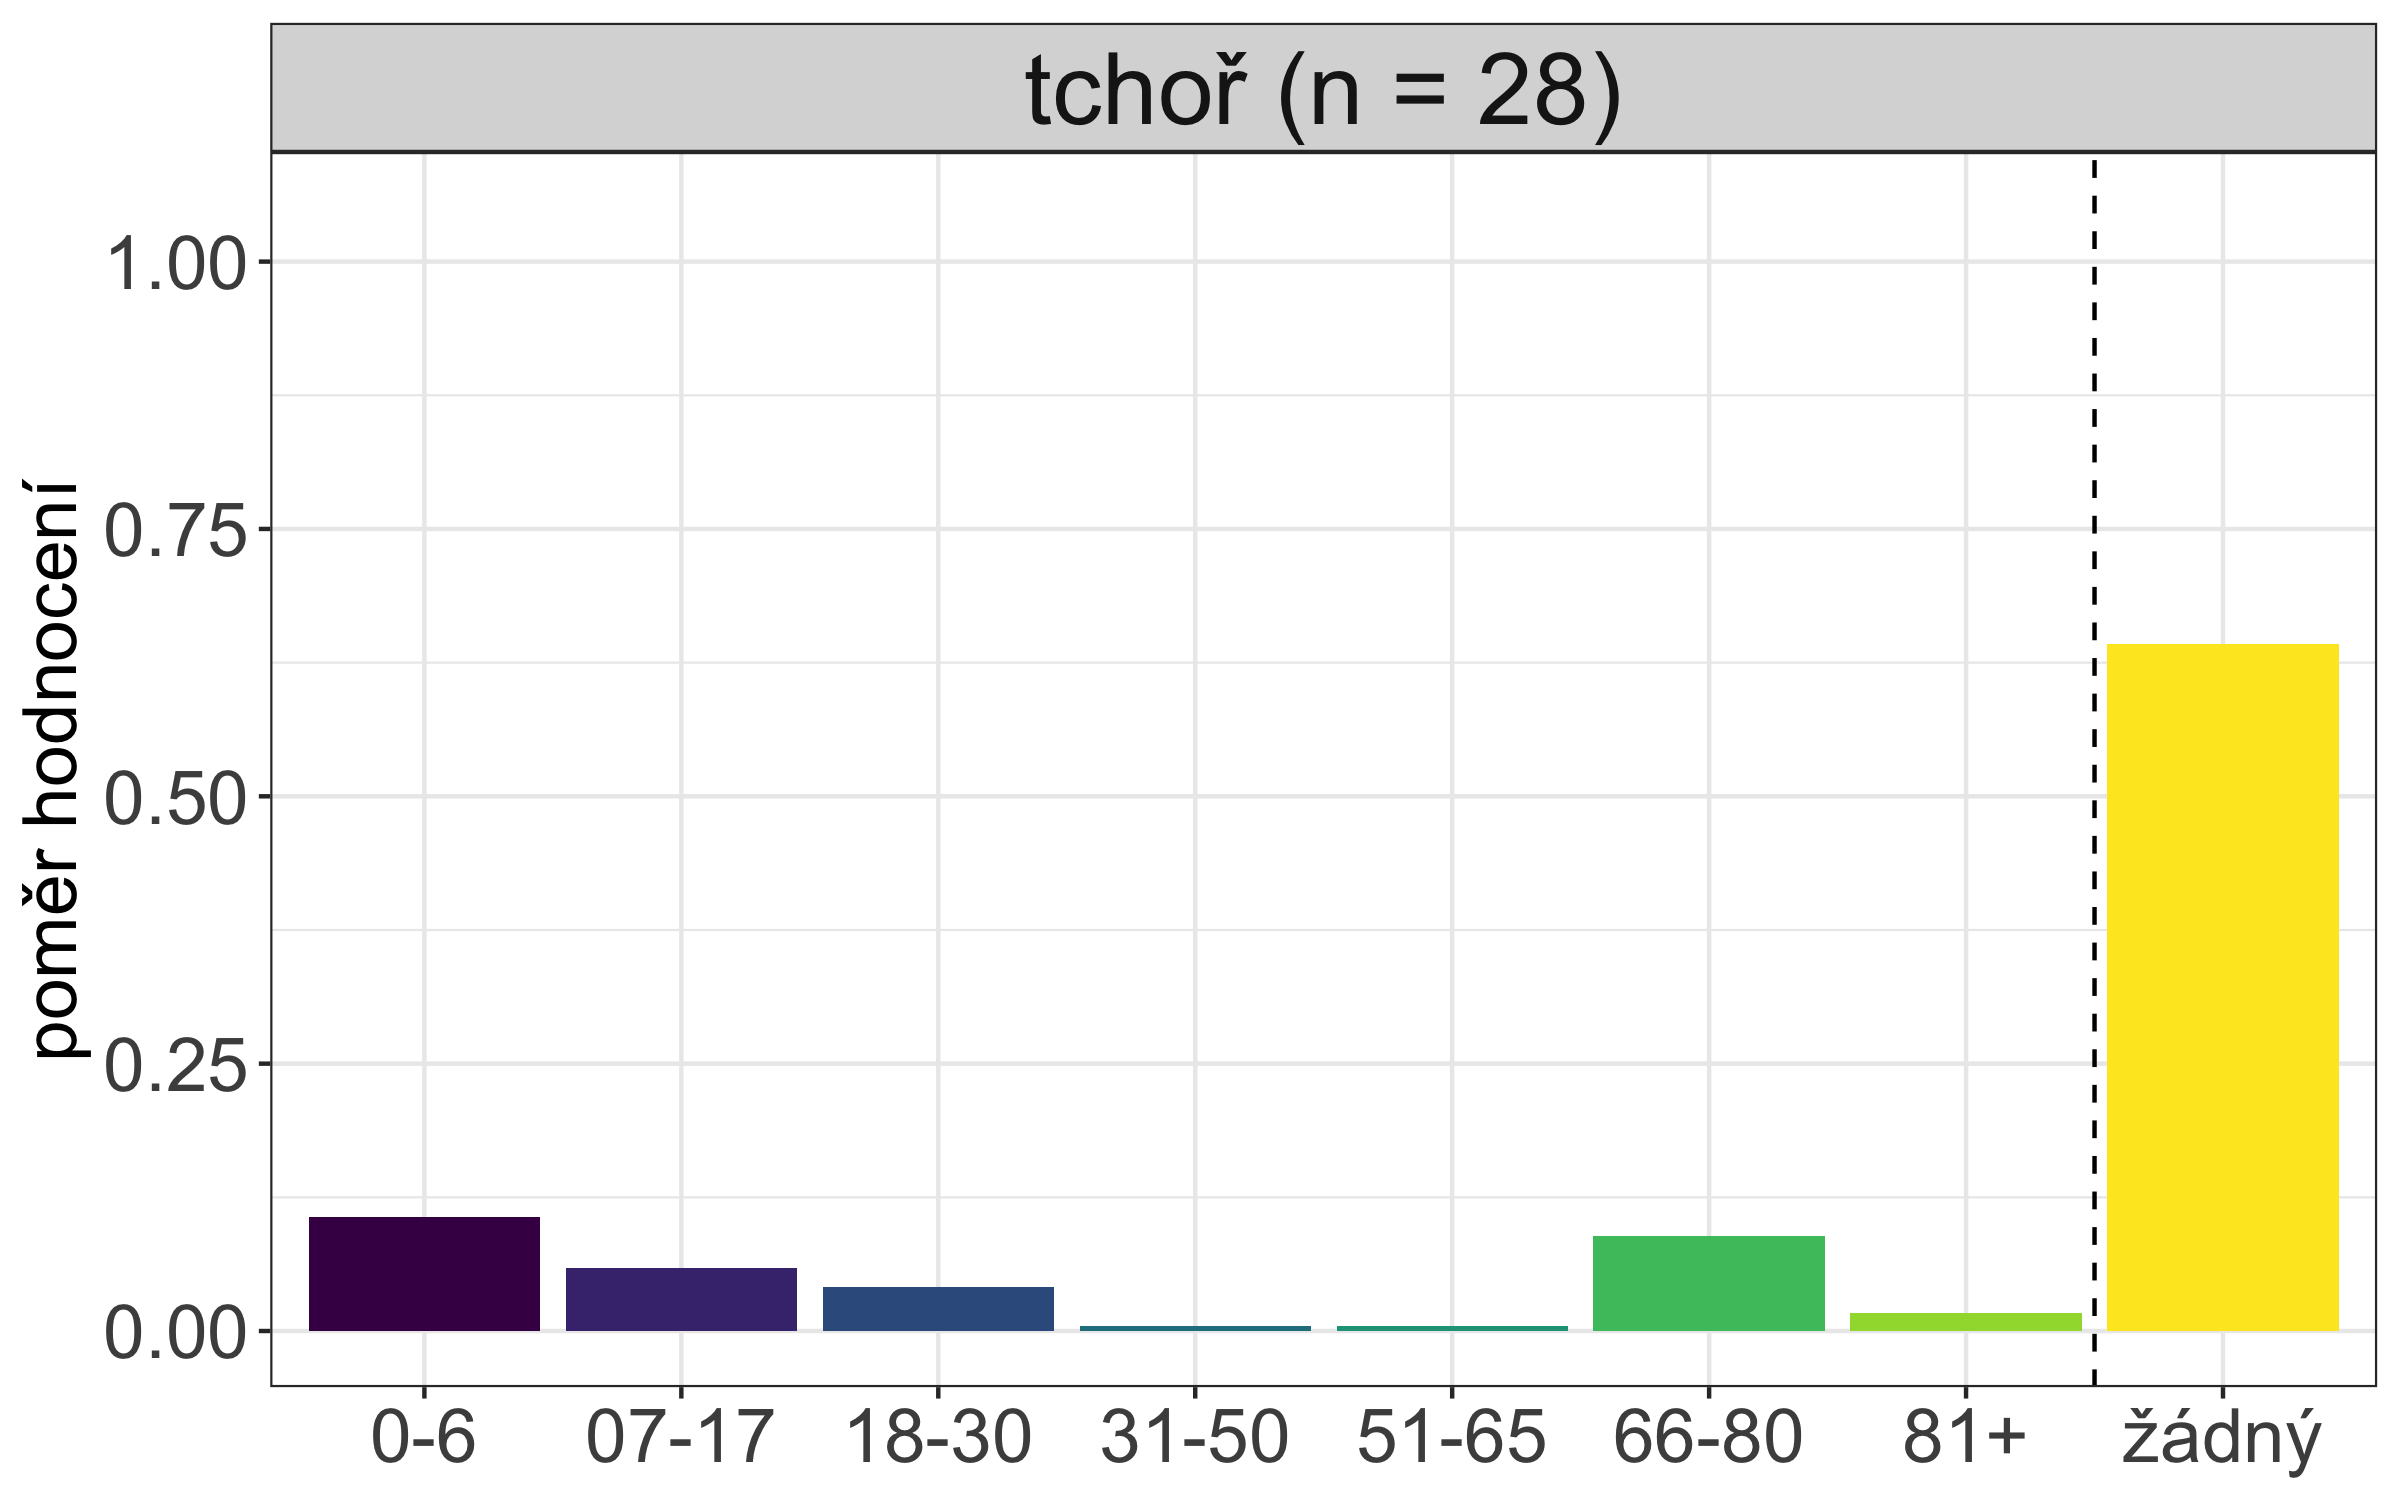 tchoř (n = 28)
poměr hodnocení
1.00
0.75
0.50
0.25
0.00
0-6 07-17 18-30 31-50 51-65 66-80 81+ žádný